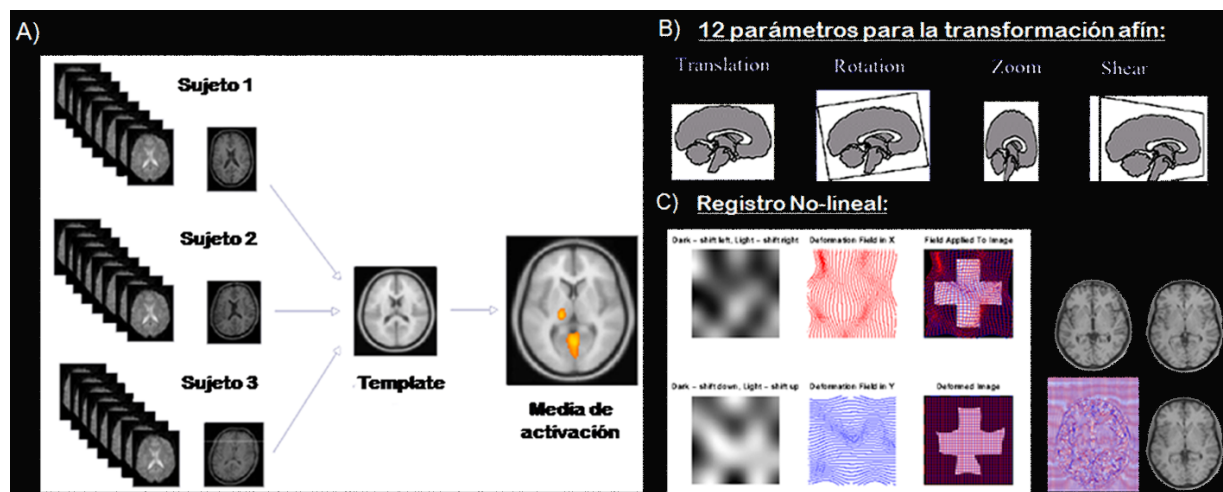 A)
Sujeto 1
Sujeto 2
Sujeto 3
Template
Media de
activación
B) 12 parámetros para la transformación afín:
Translation Rotation Zoom Shear
C) Registro No-lineal:
Dark – shift left, Light – shift right Deformation Field in X Field Applied To Image
Dark – shift down, Light – shift up Deformation Field in Y Deformed Image